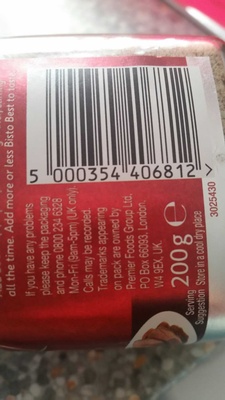 all the time. Add more or less Bisto Best to
5 000354 406812 >
If you have any problems
please keep the packaging
and phone 0800 234 6328
Mon-Fri (9am-5pm) (UK only).
Calls may be recorded.
Trademarks appearing
on pack are owned by
Premier Foods Group Ltd.
PO Box 66093, London,
W4 9EX, UK.
200g e
Serving
Suggestion
Store in a cool dry place
3025430